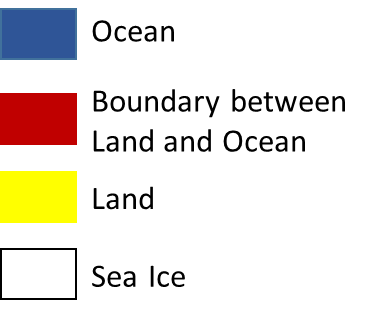 Ocean
Boundary between
Land and Ocean
Land
Sea Ice